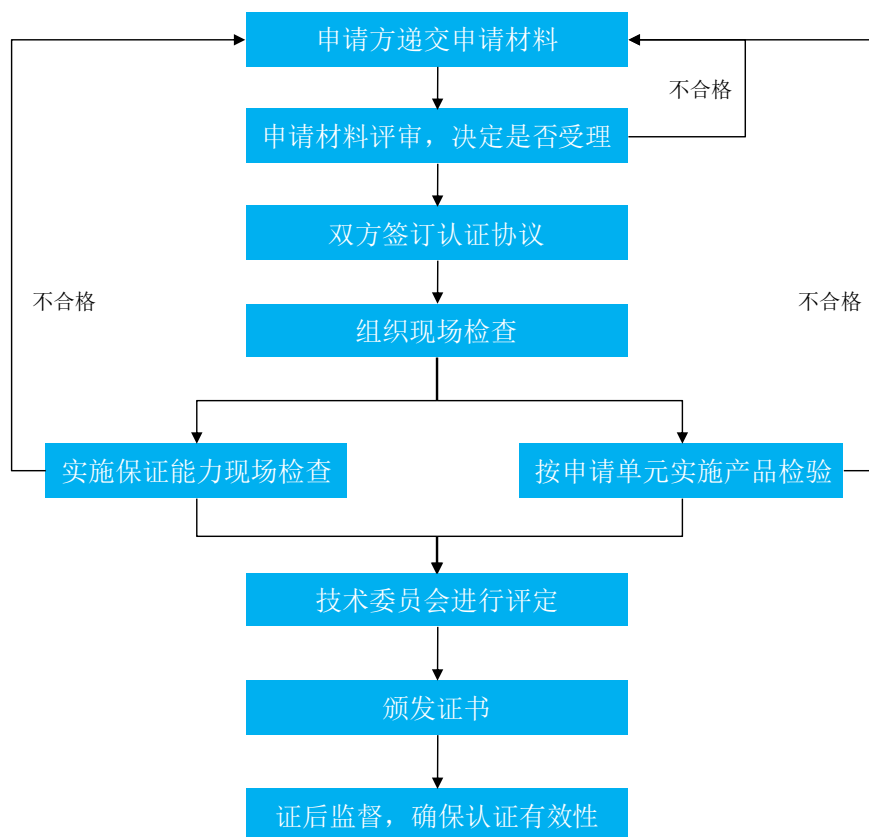 申请方递交申请材料
不合格
申请材料评审，决定是否受理
双方签订认证协议
不合格
不合格
组织现场检查
实施保证能力现场检查
按申请单元实施产品检验
技术委员会进行评定
颁发证书
证后监督，确保认证有效性